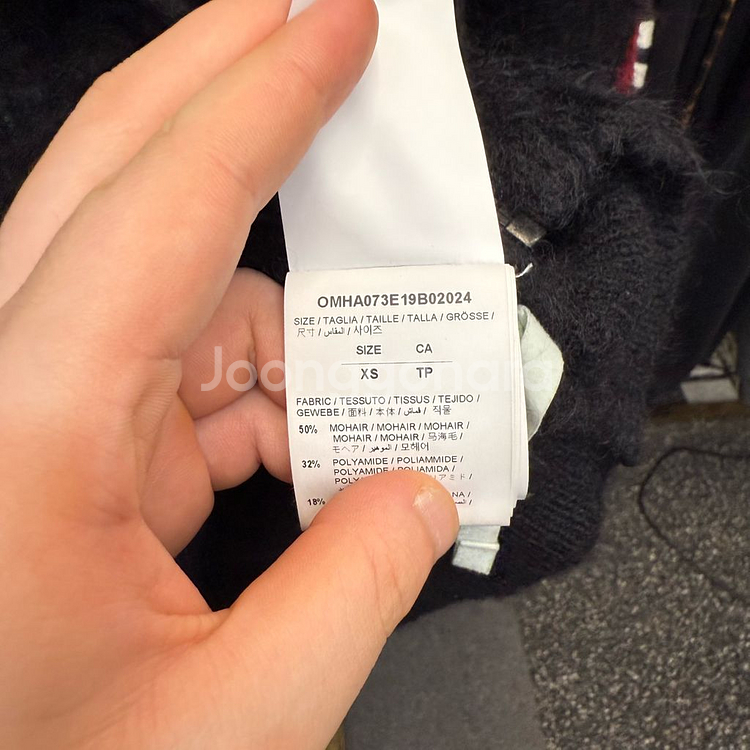 OMHA073E19B02024
SIZE / TAGLIA / TAILLE / TALLA / GRÖSSE /
尺寸 / المقاس / 사이즈
SIZE CA
XS TP
Joonggonara
FABRIC / TESSUTO / TISSUS / TEJIDO /
GEWEBE / 面料 / 本体 / قماش / 직물
50% MOHAIR / MOHAIR / MOHAIR /
MOHAIR / MOHAIR / 马海毛 /
モヘア / الموهير / 모헤어
32% POLYAMIDE / POLIAMMIDE /
POLYAMIDE / POLIAMIDA /
18%